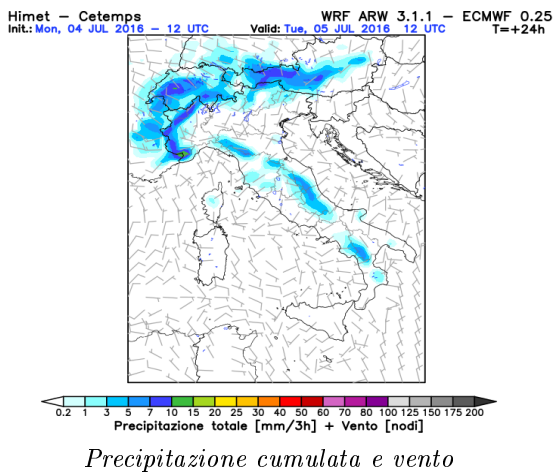 Himet – Cetemps WRF ARW 3.1.1 – ECMWF 0.25
Init.: Mon, 04 JUL 2016 – 12 UTC Valid: Tue, 05 JUL 2016 12 UTC T=+24h
0.2 1 3 5 7 10 15 20 25 30 40 50 60 70 80 100 125 150 175 200
Precipitazione totale [mm/3h] + Vento [nodi]
Precipitazione cumulata e vento